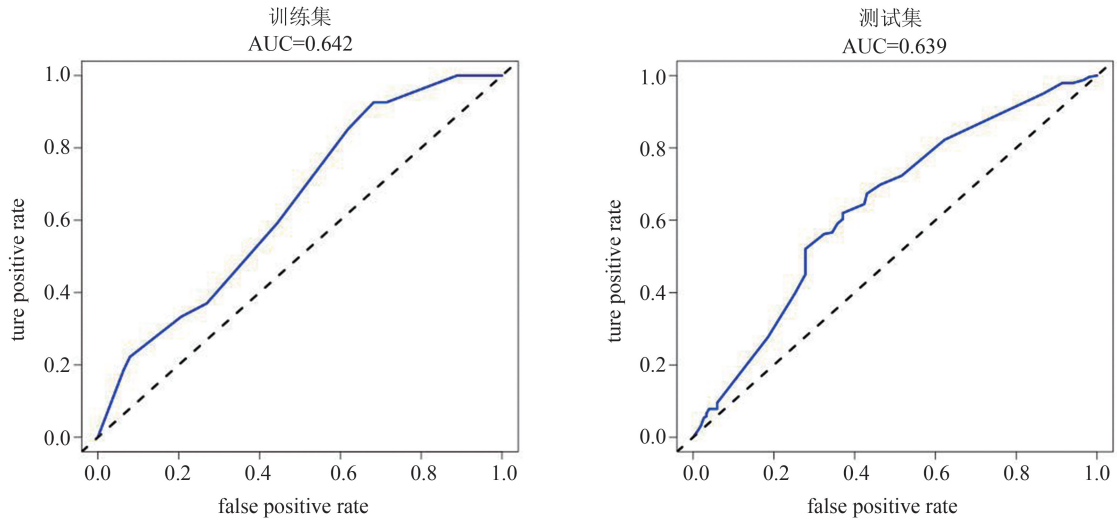 训练集
AUC=0.642
1.0
0.8
0.6
0.4
0.2
0.0
ture positive rate
0.0 0.2 0.4 0.6 0.8 1.0
false positive rate
测试集
AUC=0.639
1.0
0.8
0.6
0.4
0.2
0.0
ture positive rate
0.0 0.2 0.4 0.6 0.8 1.0
false positive rate